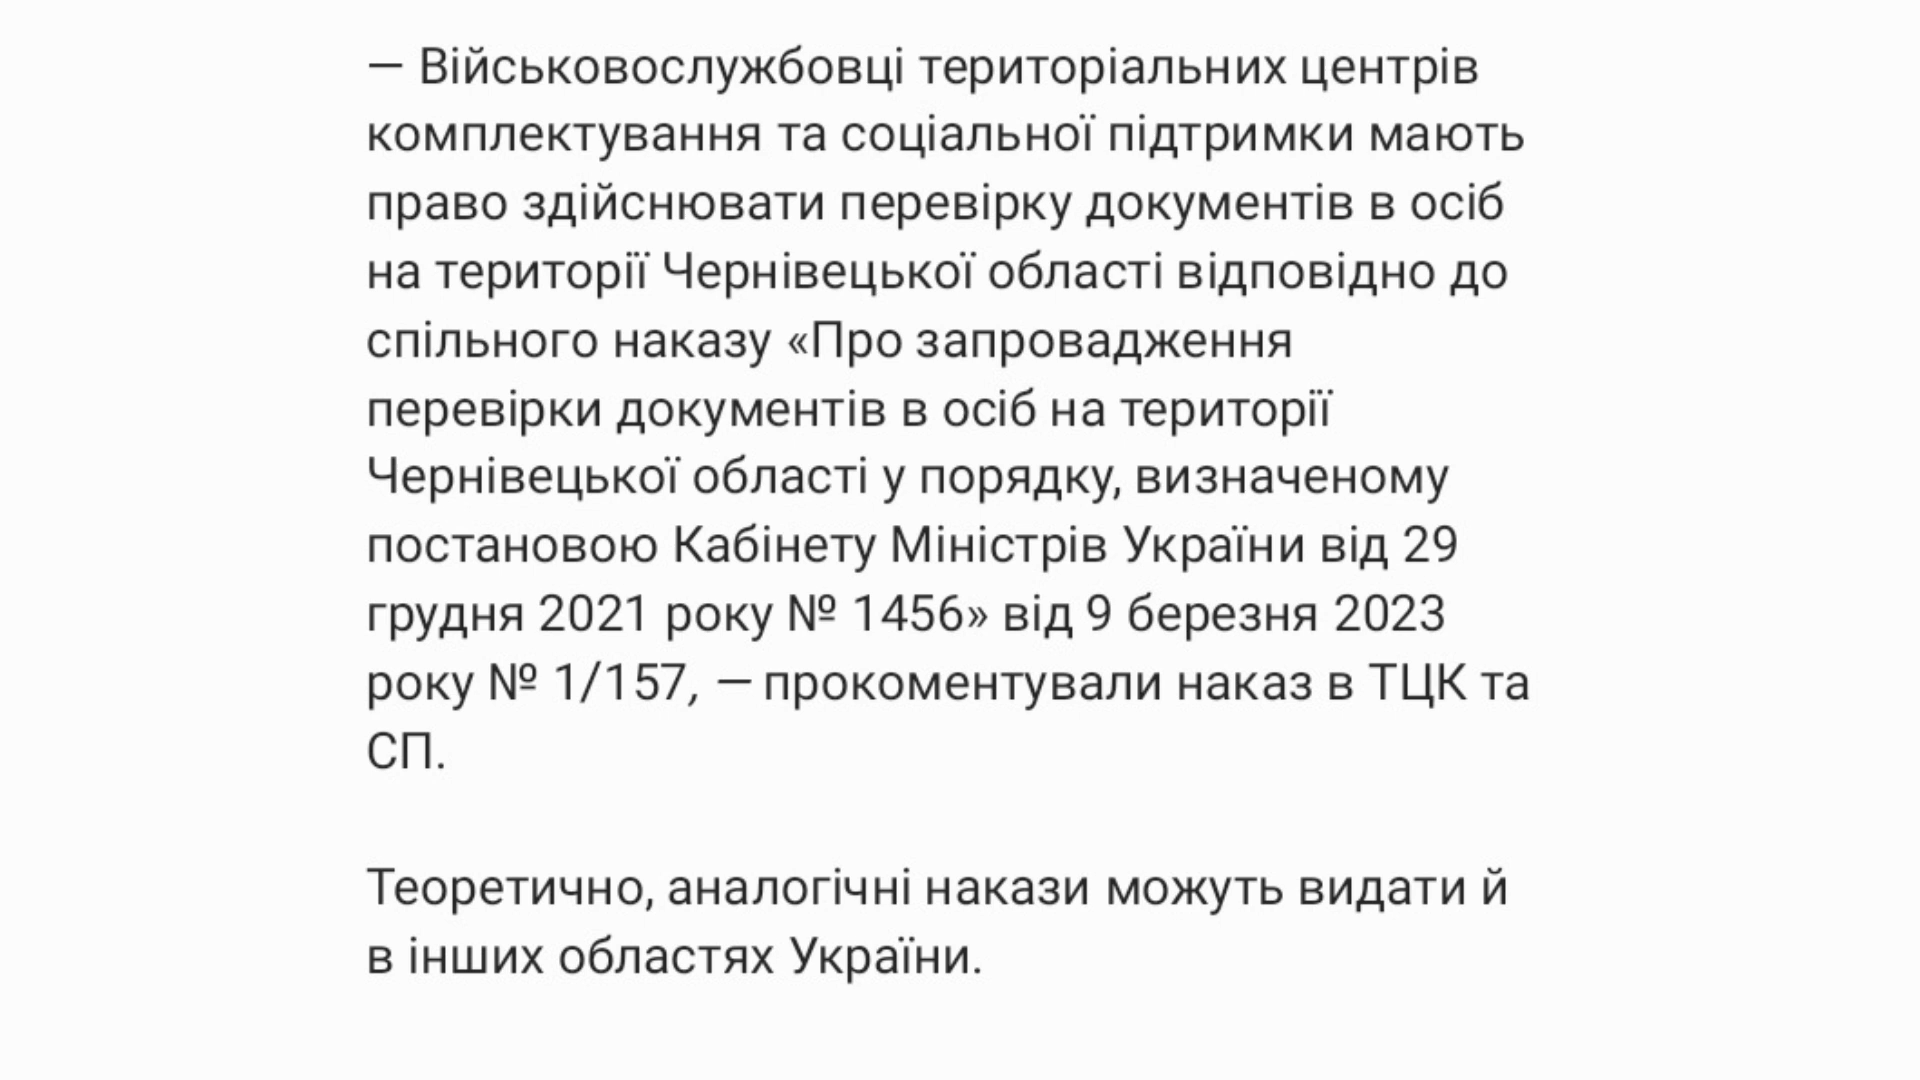 — Військовослужбовці територіальних центрів
комплектування та соціальної підтримки мають
право здійснювати перевірку документів в осіб
на території Чернівецької області відповідно до
спільного наказу «Про запровадження
перевірки документів в осіб на території
Чернівецької області у порядку, визначеному
постановою Кабінету Міністрів України від 29
грудня 2021 року № 1456» від 9 березня 2023
року № 1/157, — прокоментували наказ в ТЦК та
СП.
Теоретично, аналогічні накази можуть видати й
в інших областях України.